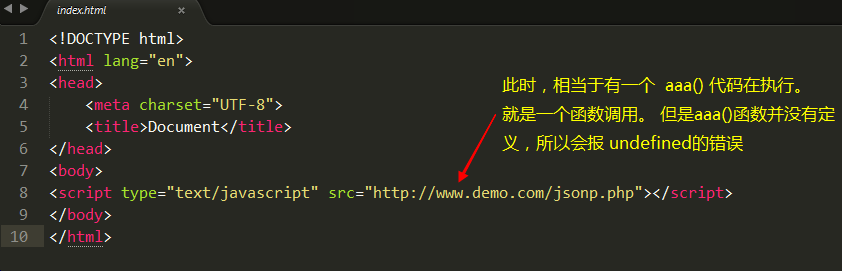 index.html ×
1 <!DOCTYPE html>
2 <html lang="en">
3 <head>
4     <meta charset="UTF-8">
5     <title>Document</title>
6 </head>
7 <body>
8 <script type="text/javascript" src="http://www.demo.com/jsonp.php"></script>
9 </body>
10 </html>
此时，相当于有一个 aaa() 代码在执行。
就是一个函数调用。 但是aaa()函数并没有定
义，所以会报 undefined的错误